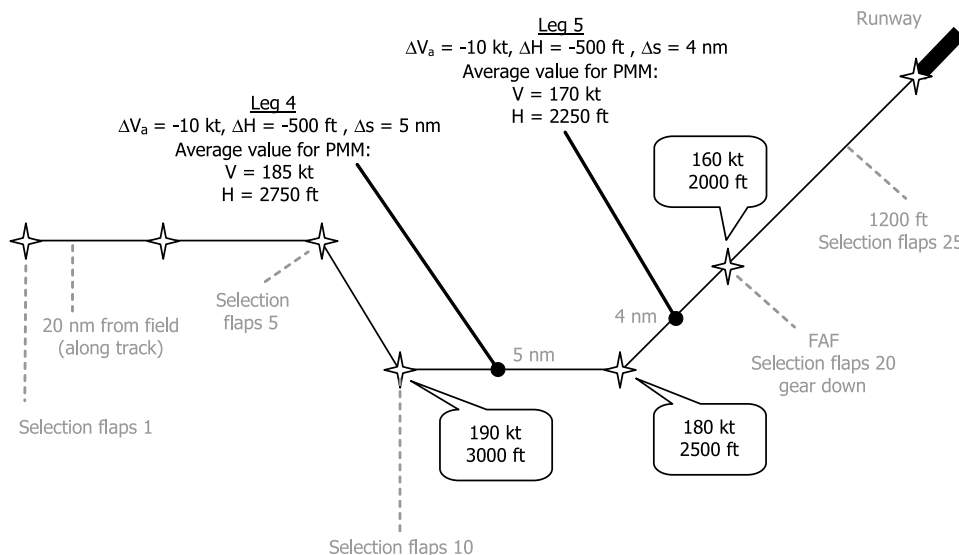 Runway
Leg 5
ΔVₐ = -10 kt, ΔH = -500 ft , Δs = 4 nm
Average value for PMM:
V = 170 kt
H = 2250 ft
Leg 4
ΔVₐ = -10 kt, ΔH = -500 ft , Δs = 5 nm
Average value for PMM:
V = 185 kt
H = 2750 ft
160 kt
2000 ft
1200 ft
Selection flaps 25
Selection
flaps 5
20 nm from field
(along track)
4 nm
FAF
Selection flaps 20
gear down
5 nm
Selection flaps 1
190 kt
3000 ft
180 kt
2500 ft
Selection flaps 10